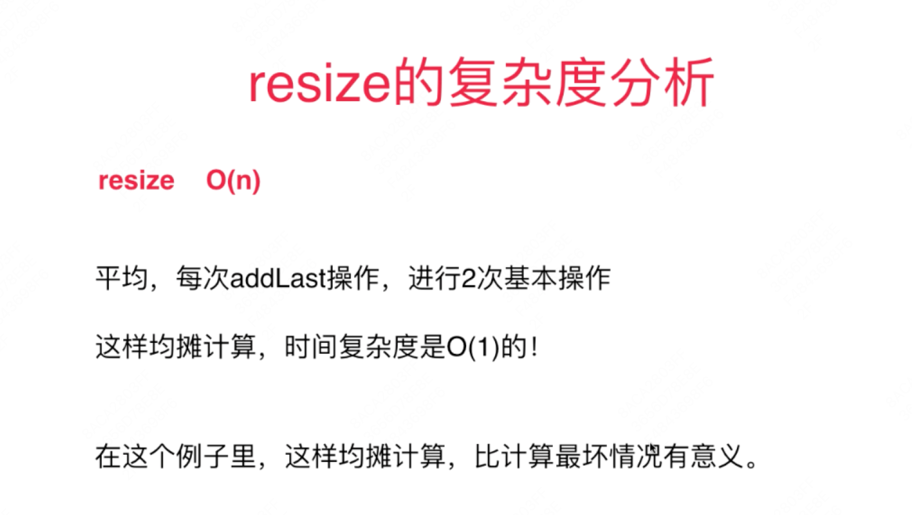 resize的复杂度分析
resize O(n)
平均，每次addLast操作，进行2次基本操作
这样均摊计算，时间复杂度是O(1)的！
在这个例子里，这样均摊计算，比计算最坏情况有意义。